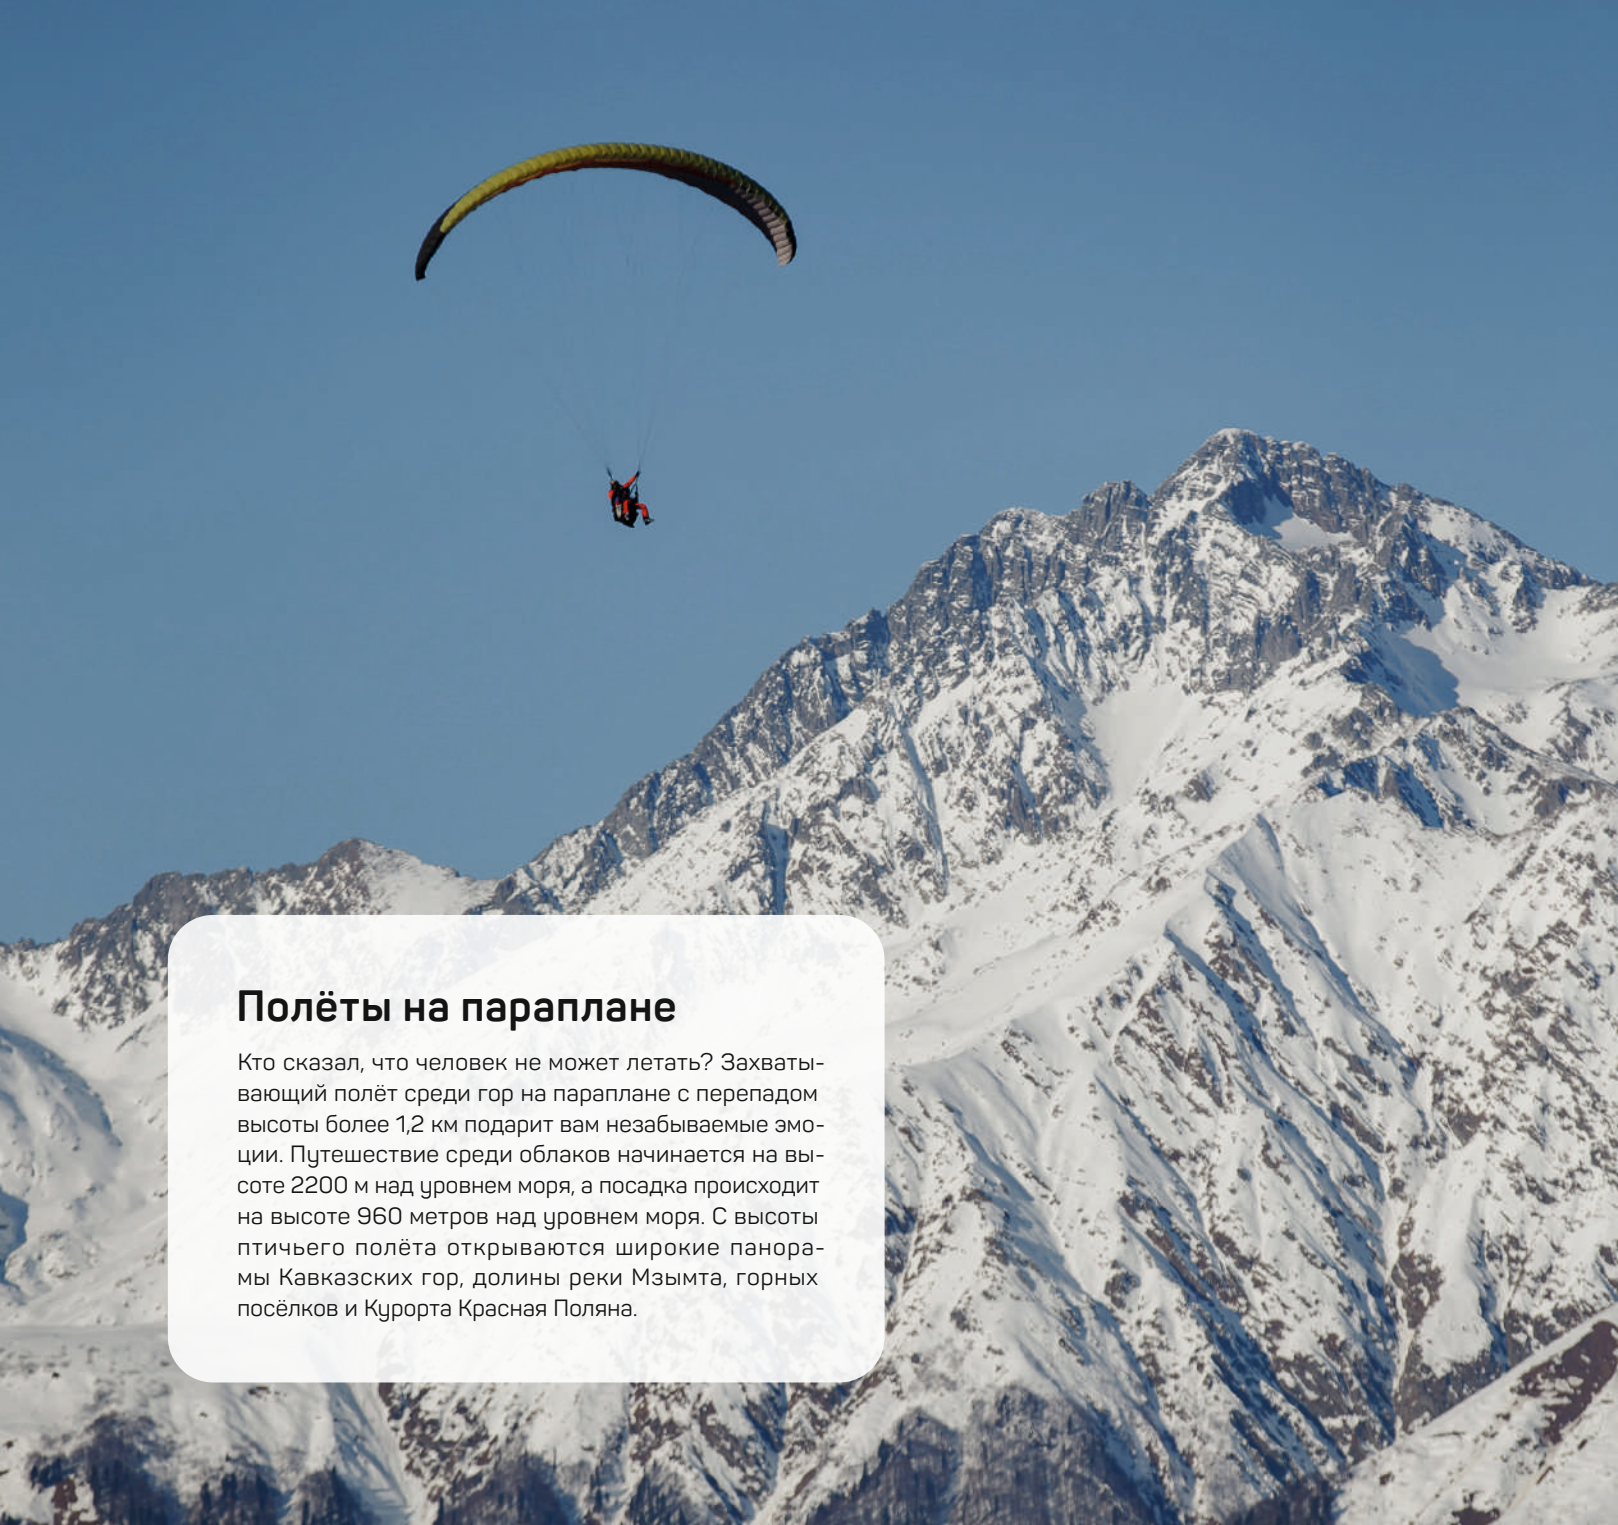 Полёты на параплане
Кто сказал, что человек не может летать? Захваты-
вающий полёт среди гор на параплане с перепадом
высоты более 1,2 км подарит вам незабываемые эмо-
ции. Путешествие среди облаков начинается на вы-
соте 2200 м над уровнем моря, а посадка происходит
на высоте 960 метров над уровнем моря. С высоты
птичьего полёта открываются широкие панора-
мы Кавказских гор, долины реки Мзымта, горных
посёлков и Курорта Красная Поляна.